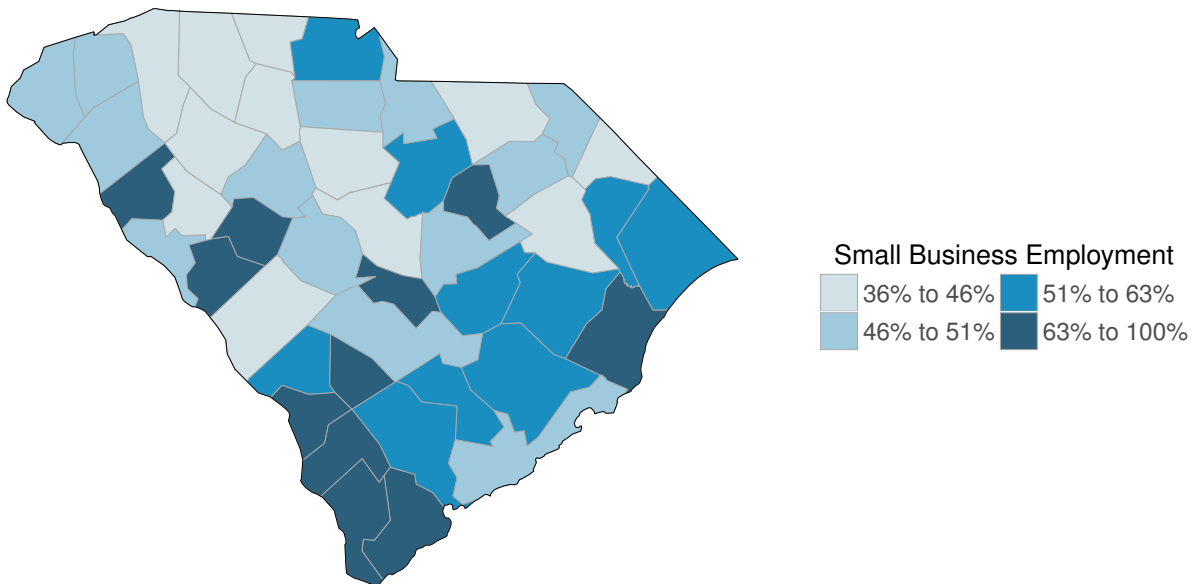 Small Business Employment
36% to 46% 51% to 63%
46% to 51% 63% to 100%